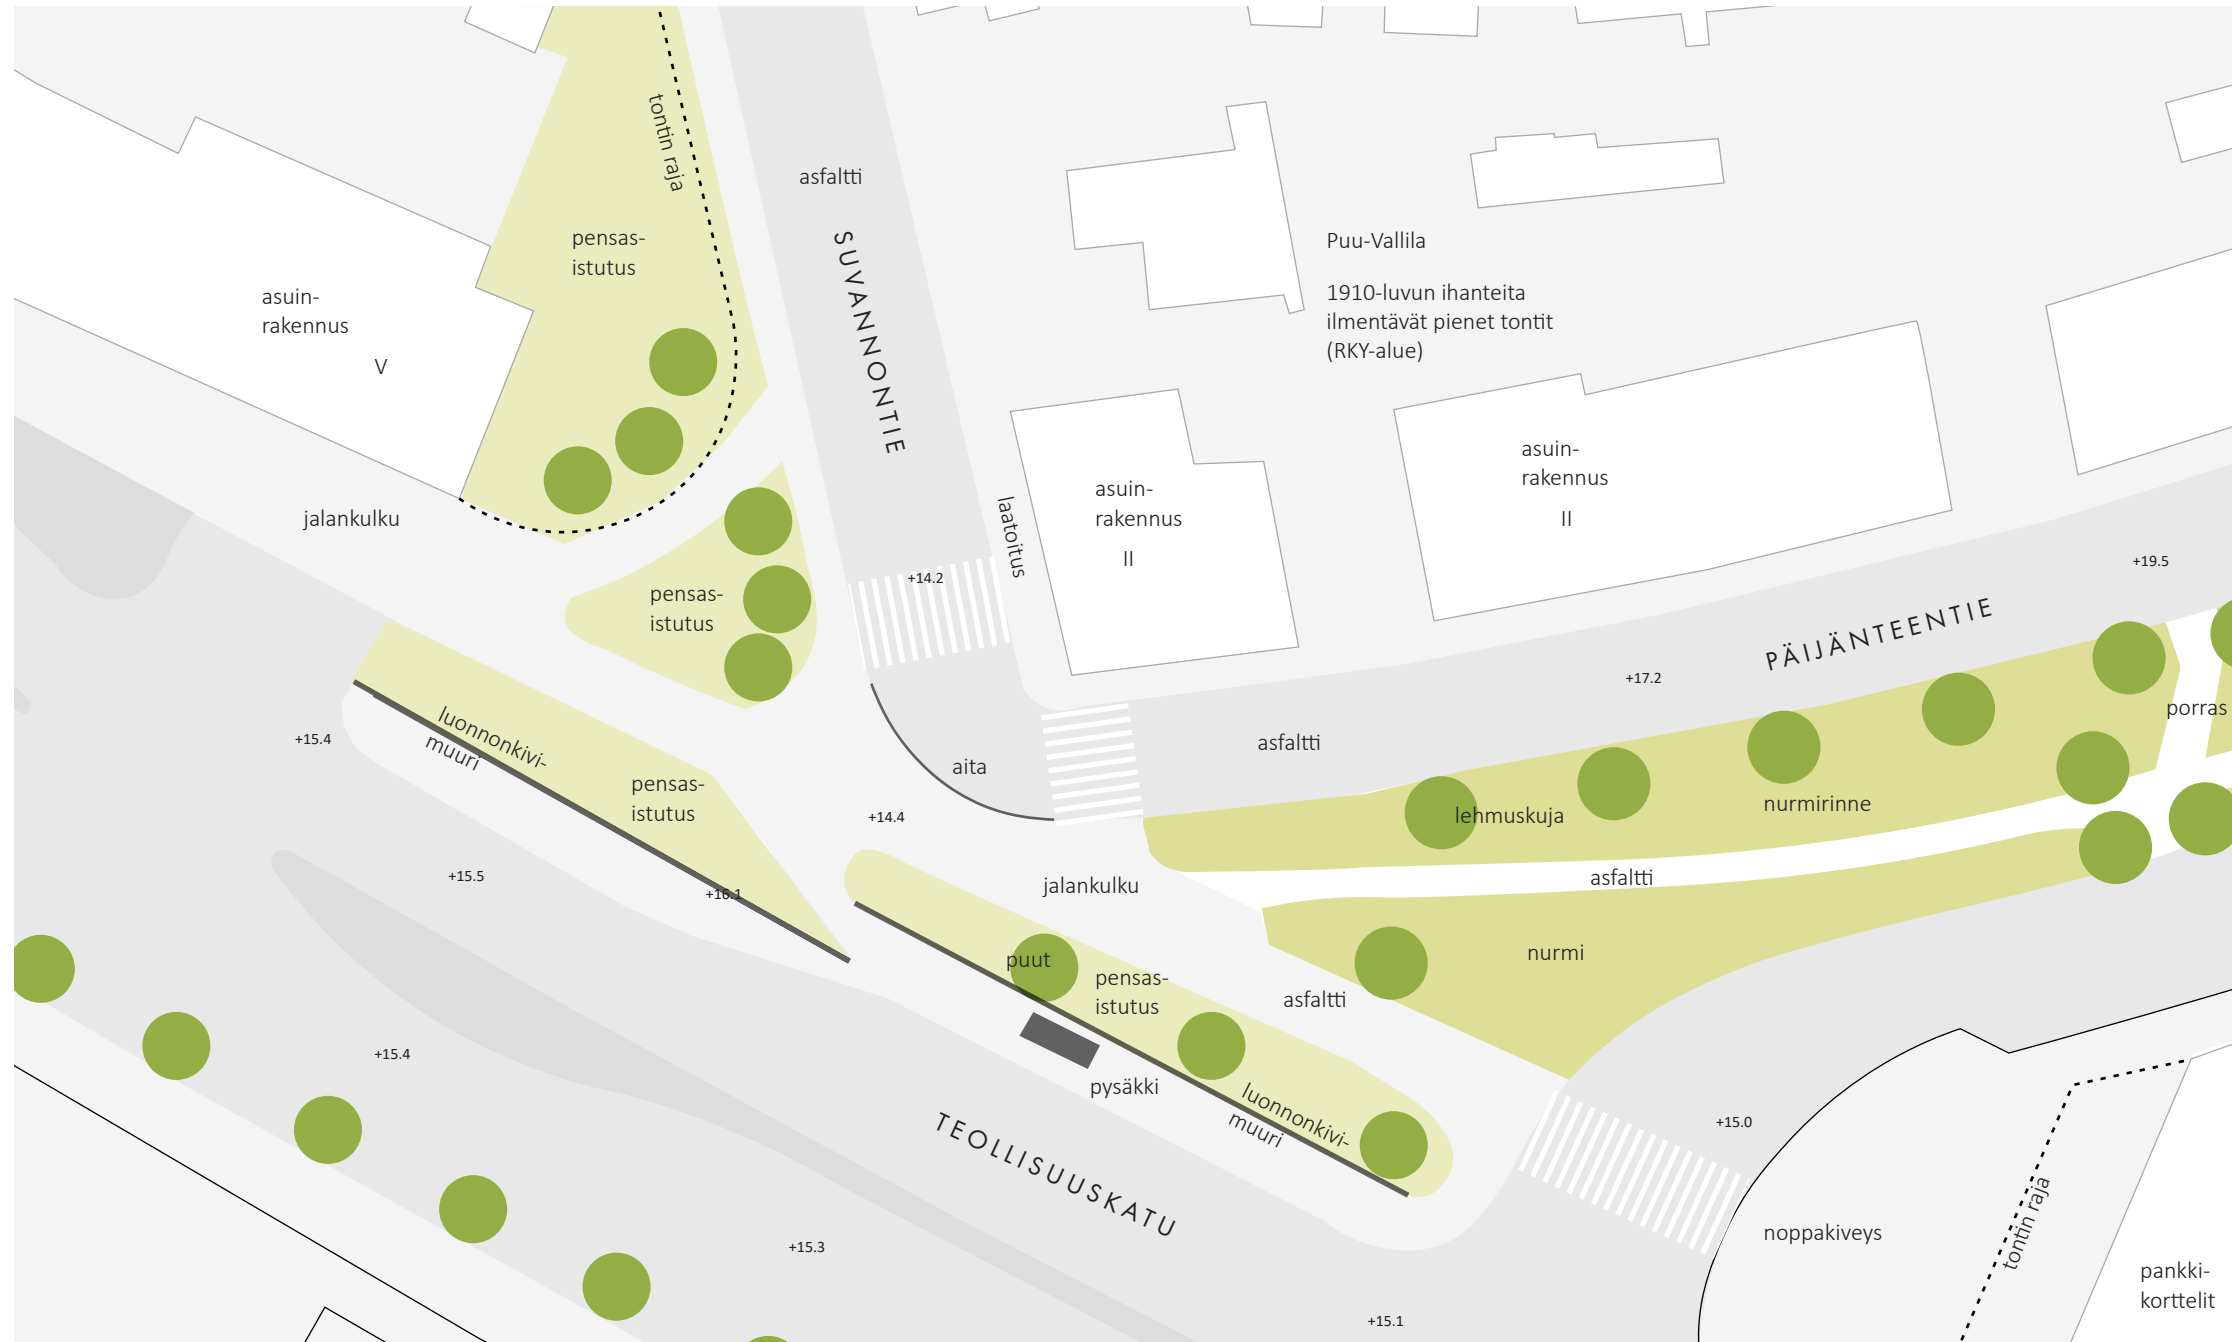 tontin raja
asfaltti
SUVANNONTIE
pensas-
istutus
asuin-
rakennus
V
Puu-Vallila
1910-luvun ihanteita
ilmentävät pienet tontit
(RKY-alue)
asuin-
rakennus
II
asuin-
rakennus
II
laatoitus
jalankulku
pensas-
istutus
+14.2
+19.5
PÄIJÄNTEENTIE
+17.2
porras
+15.4
luonnonkivi-
muuri
pensas-
istutus
aita
asfaltti
+14.4
lehmuskuja
nurmirinne
+15.5
+16.1
jalankulku
asfaltti
nurmi
puut
pensas-
istutus
asfaltti
+15.4
pysäkki
luonnonkivi-
muuri
+15.0
TEOLLISUUSKATU
+15.3
noppakiveys
tontin raja
pankki-
korttelit
+15.1